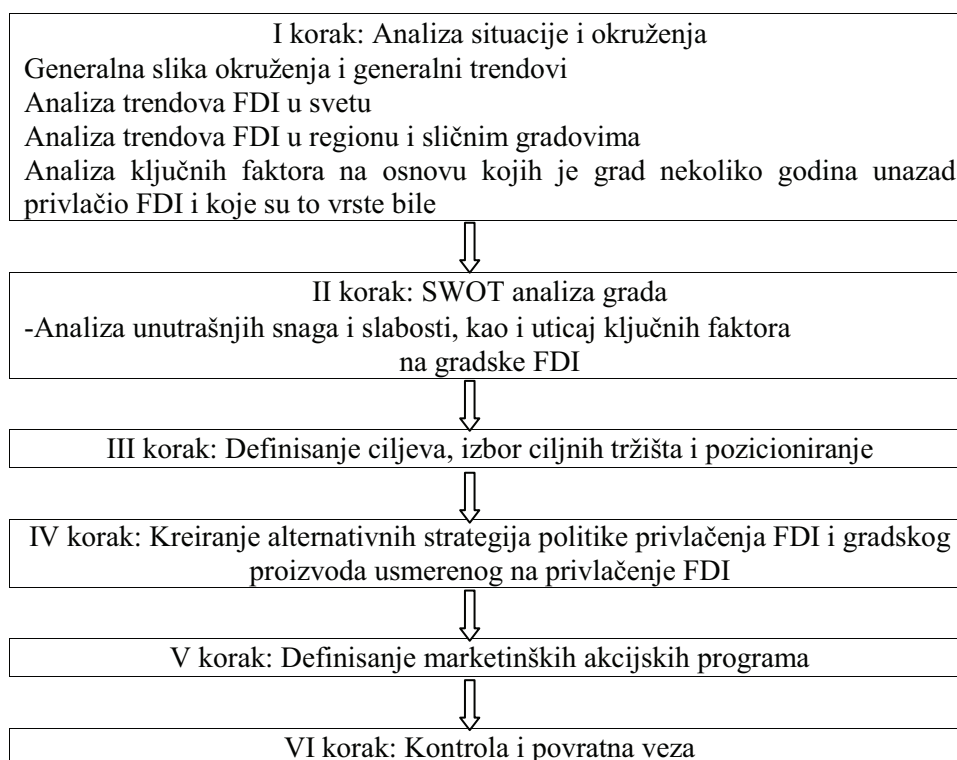 I korak: Analiza situacije i okruženja
Generalna slika okruženja i generalni trendovi
Analiza trendova FDI u svetu
Analiza trendova FDI u regionu i sličnim gradovima
Analiza ključnih faktora na osnovu kojih je grad nekoliko godina unazad
privlačio FDI i koje su to vrste bile
II korak: SWOT analiza grada
-Analiza unutrašnjih snaga i slabosti, kao i uticaj ključnih faktora
na gradske FDI
III korak: Definisanje ciljeva, izbor ciljnih tržišta i pozicioniranje
IV korak: Kreiranje alternativnih strategija politike privlačenja FDI i gradskog
proizvoda usmerenog na privlačenje FDI
V korak: Definisanje marketinških akcijskih programa
VI korak: Kontrola i povratna veza